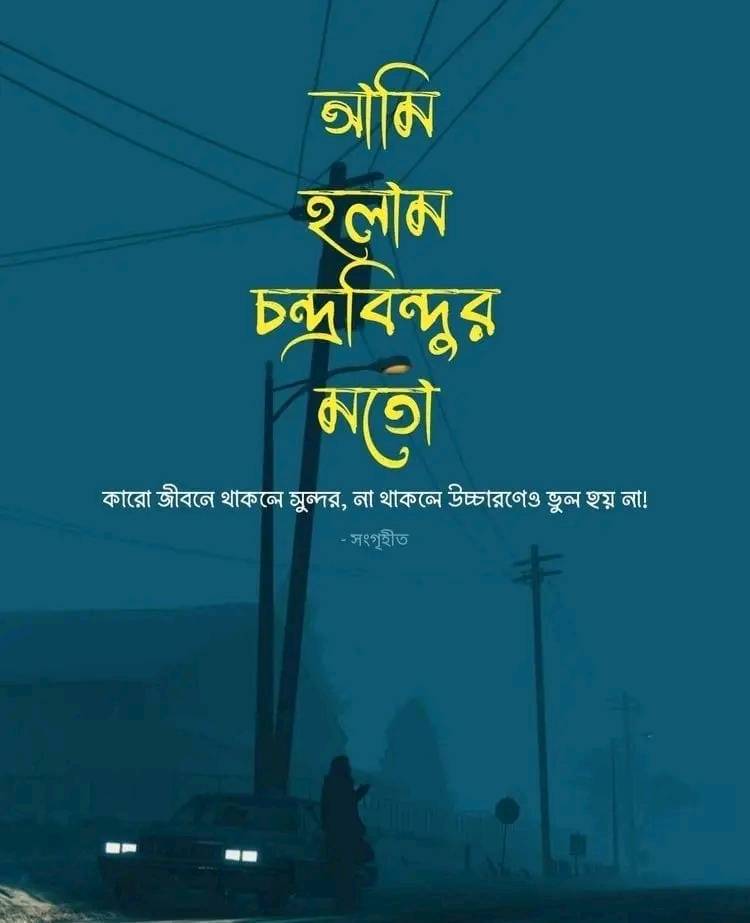 আমি
হলাম
চন্দ্রবিন্দুর
মতো
কারো জীবনে থাকলে সুন্দর, না থাকলে উচ্চারণেও ভুল হয় না!
- সংগৃহীত